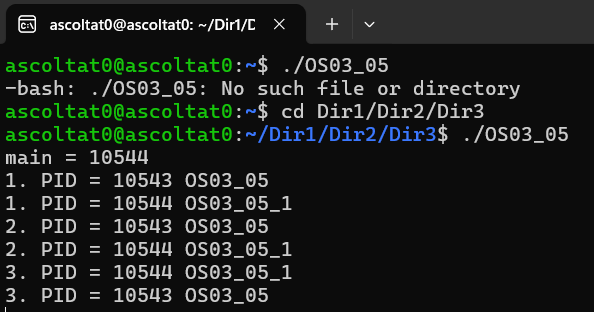 ascoltat0@ascoltat0: ~/Dir1/D
ascoltat0@ascoltat0:~$ ./OS03_05
-bash: ./OS03_05: No such file or directory
ascoltat0@ascoltat0:~$ cd Dir1/Dir2/Dir3
ascoltat0@ascoltat0:~/Dir1/Dir2/Dir3$ ./OS03_05
main = 10544
1. PID = 10543 OS03_05
1. PID = 10544 OS03_05_1
2. PID = 10543 OS03_05
2. PID = 10544 OS03_05_1
3. PID = 10544 OS03_05_1
3. PID = 10543 OS03_05